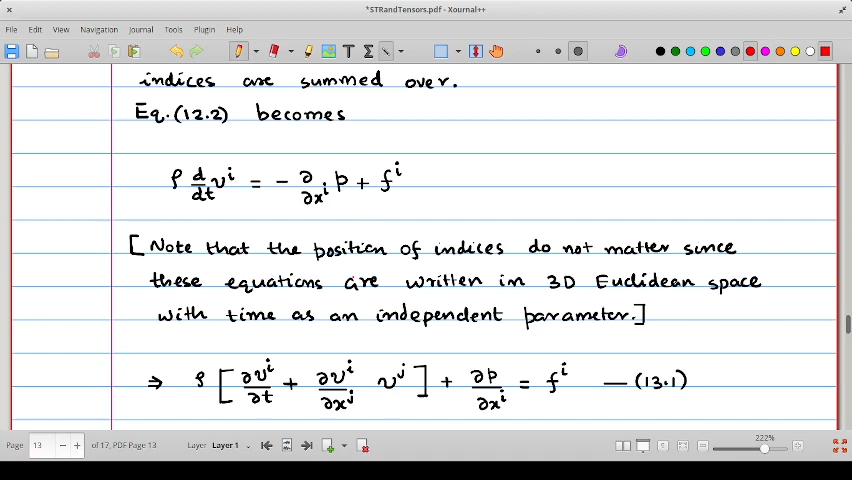 *STRandTensors.pdf - Xournal++
File Edit View Navigation Journal Tools Plugin Help
indices are summed over.
Eq.(12.2) becomes
ρ d/dt v^i = - ∂/∂x^i p + f^i
[Note that the position of indices do not matter since
these equations are written in 3D Euclidean space
with time as an independent parameter.]
⇒ ρ [∂v^i/∂t + ∂v^i/∂x^j v^j] + ∂p/∂x^i = f^i — (13.1)
Page 13 of 17, PDF Page 13 Layer Layer 1 222%